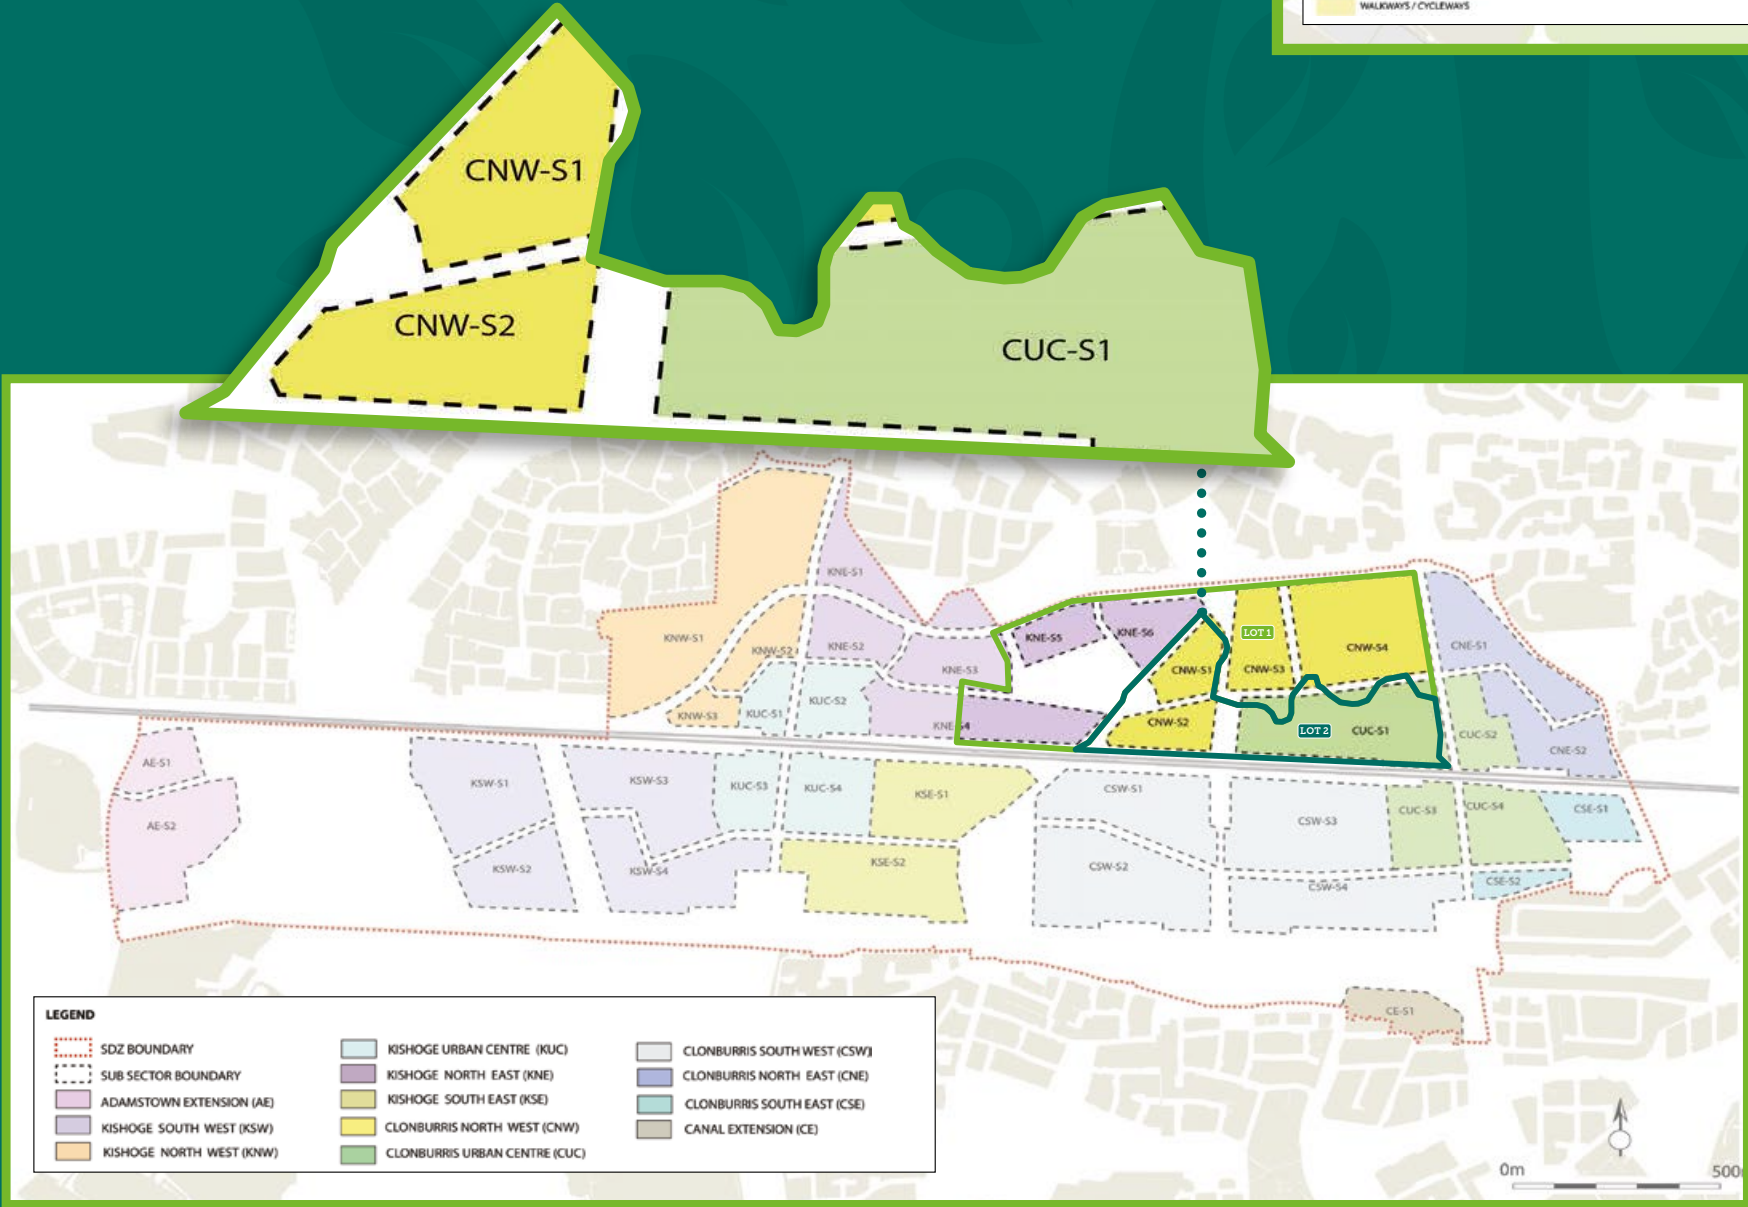 WALKWAYS / CYCLEWAYS
CNW-S1
CNW-S2
CUC-S1
KNE-S1
KNW-S1
KNW-S2
KNE-S2
KNE-S3
KNE-S5
KNE-S6
LOT 1
CNW-S1
CNW-S3
CNW-S4
CNE-S1
KNW-S3
KUC-S1
KUC-S2
KNE-S4
CNW-S2
LOT 2
CUC-S1
CUC-S2
CNE-S2
AE-S1
AE-S2
KSW-S1
KSW-S3
KUC-S3
KUC-S4
KSE-S1
CSW-S1
CSW-S3
CUC-S3
CUC-S4
CSE-S1
KSW-S2
KSW-S4
KSE-S2
CSW-S2
CSW-S4
CSE-S2
CE-S1
LEGEND
SDZ BOUNDARY
SUB SECTOR BOUNDARY
ADAMSTOWN EXTENSION (AE)
KISHOGE SOUTH WEST (KSW)
KISHOGE NORTH WEST (KNW)
KISHOGE URBAN CENTRE (KUC)
KISHOGE NORTH EAST (KNE)
KISHOGE SOUTH EAST (KSE)
CLONBURRIS NORTH WEST (CNW)
CLONBURRIS URBAN CENTRE (CUC)
CLONBURRIS SOUTH WEST (CSW)
CLONBURRIS NORTH EAST (CNE)
CLONBURRIS SOUTH EAST (CSE)
CANAL EXTENSION (CE)
0m
500